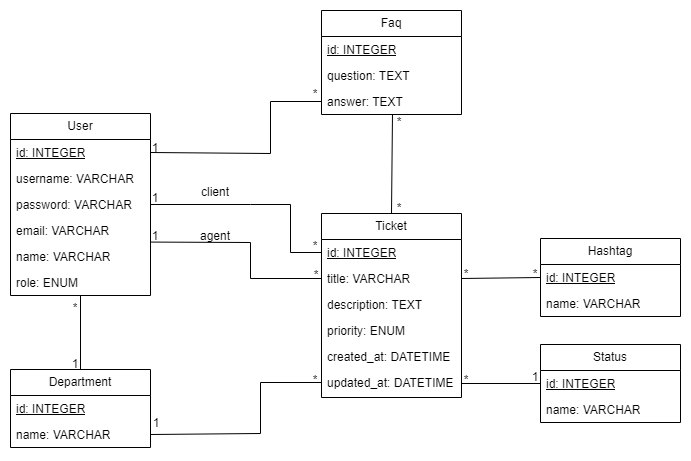 Faq
id: INTEGER
question: TEXT
answer: TEXT
*
*
User
id: INTEGER
username: VARCHAR
password: VARCHAR
email: VARCHAR
name: VARCHAR
role: ENUM
1
1
client
*
1
agent
*
*
Ticket
id: INTEGER
title: VARCHAR
description: TEXT
priority: ENUM
created_at: DATETIME
updated_at: DATETIME
*
*
Hashtag
id: INTEGER
name: VARCHAR
*
1
Status
id: INTEGER
name: VARCHAR
*
1
Department
id: INTEGER
name: VARCHAR
1
*